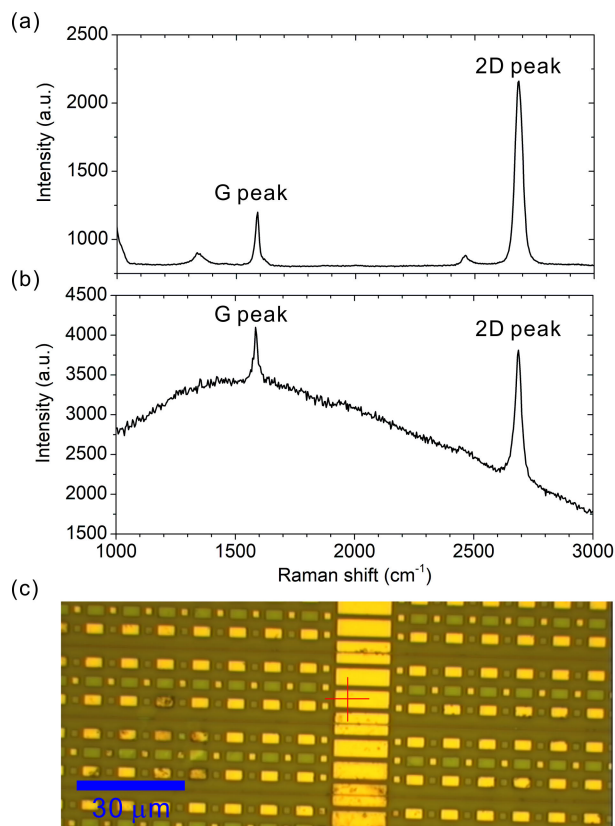 (a)
2500
2D peak
2000
Intensity (a.u.)
1500
G peak
1000
(b)
4500
G peak
4000
2D peak
3500
Intensity (a.u.)
3000
2500
2000
1500
1000 1500 2000 2500 3000
Raman shift (cm⁻¹)
(c)
30 μm